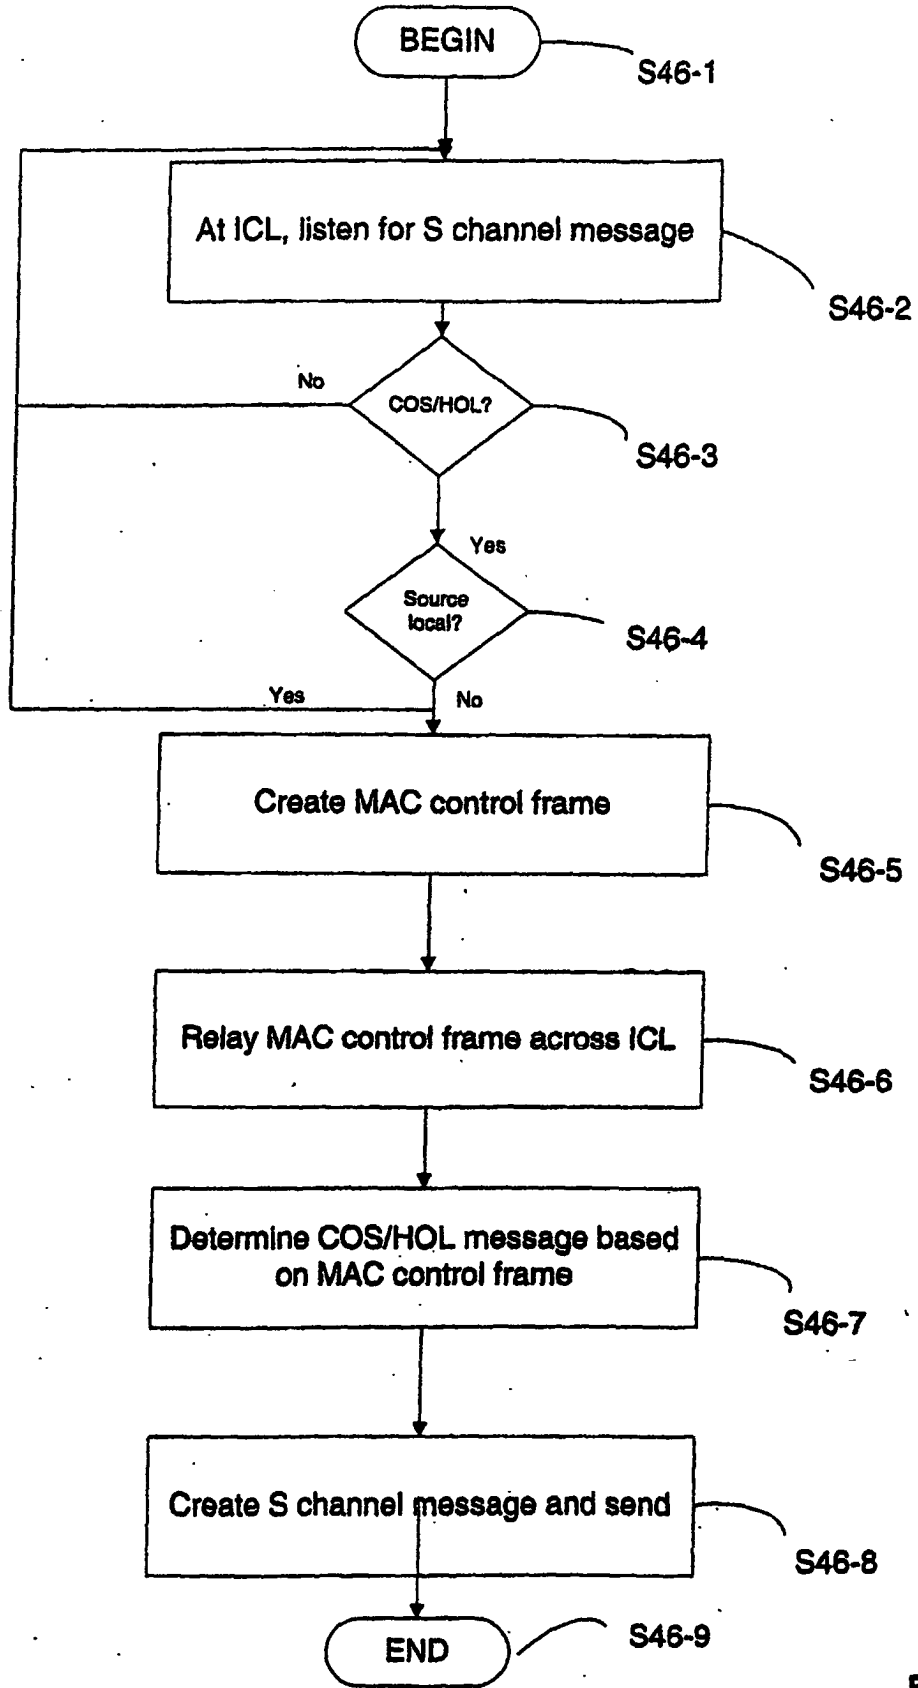 BEGIN
S46-1
At ICL, listen for S channel message
S46-2
No
COS/HOL?
S46-3
Yes
Source
local?
S46-4
Yes
No
Create MAC control frame
S46-5
Relay MAC control frame across ICL
S46-6
Determine COS/HOL message based
on MAC control frame
S46-7
Create S channel message and send
S46-8
END
S46-9